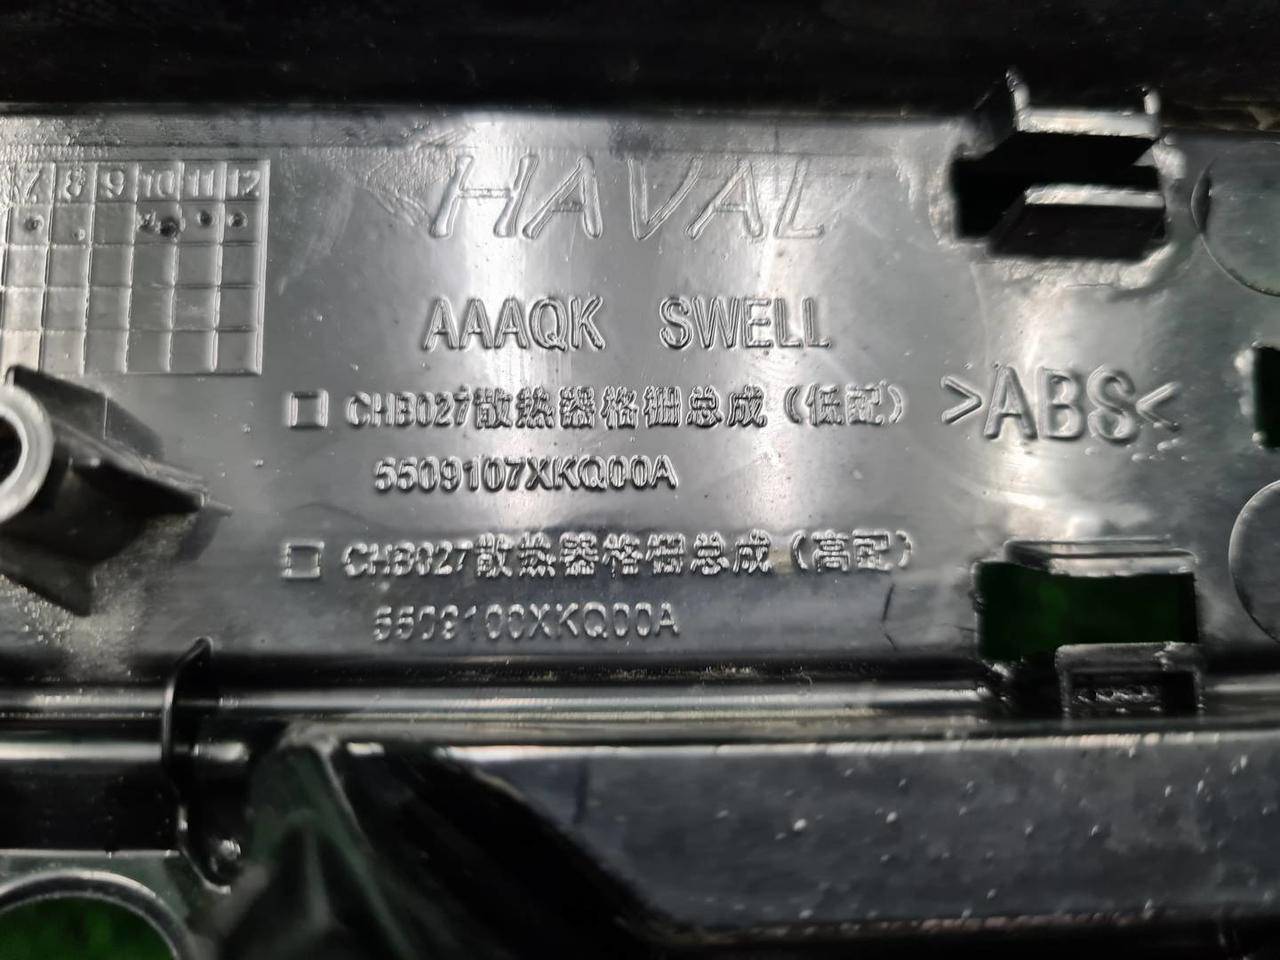 7 8 9 10 11 12
HAVAL
AAAQK SWELL
CHB027散热器格栅总成(低配)
>ABS<
5509107XKQ00A
CHB027散热器格栅总成(高配)
5509100XKQ00A